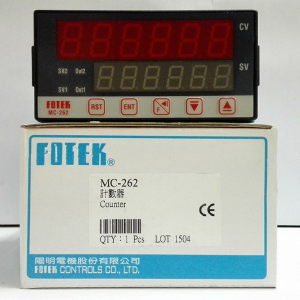 CV
SV
SV2 Out2
SV1 Out1
FOTEK
MC-262
RST
ENT
FOTEK®
MC-262
計數器
Counter
CE
QTY : 1 Pcs LOT 1504
陽明電機股份有限公司
FOTEK CONTROLS CO., LTD.